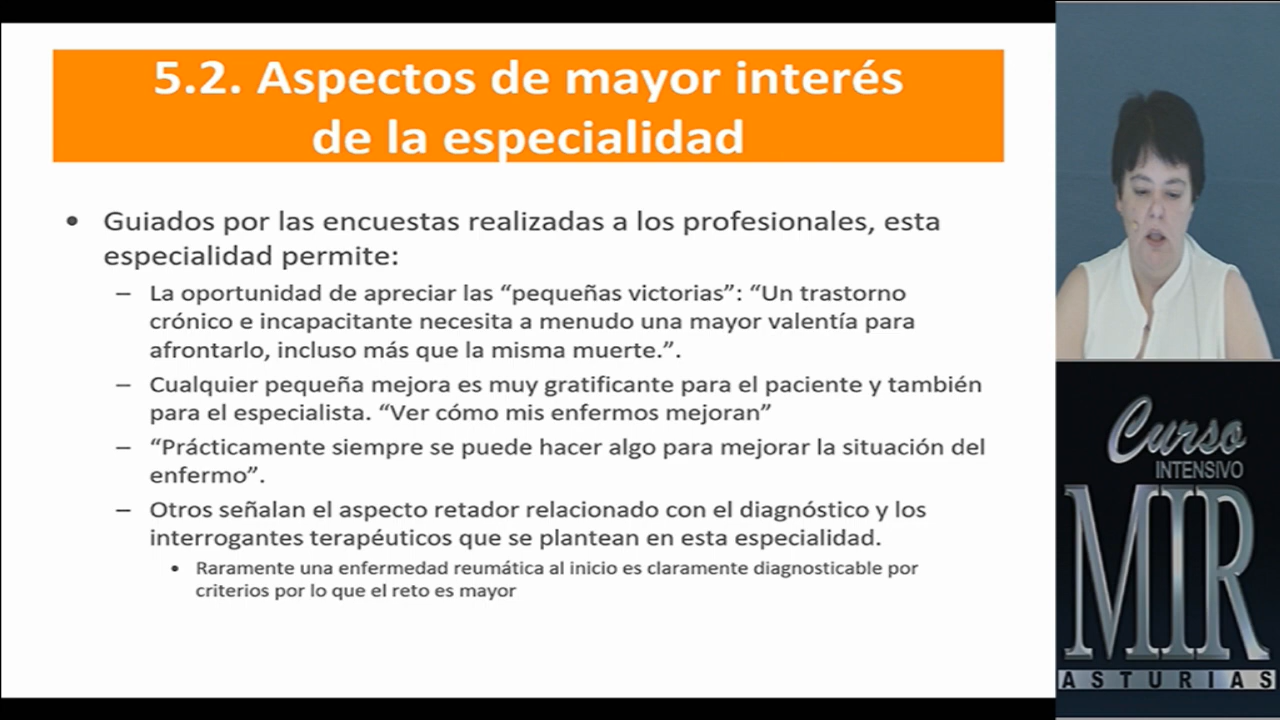 5.2. Aspectos de mayor interés
de la especialidad
• Guiados por las encuestas realizadas a los profesionales, esta
especialidad permite:
– La oportunidad de apreciar las “pequeñas victorias”: “Un trastorno
crónico e incapacitante necesita a menudo una mayor valentía para
afrontarlo, incluso más que la misma muerte.”.
– Cualquier pequeña mejora es muy gratificante para el paciente y también
para el especialista. “Ver cómo mis enfermos mejoran”
– “Prácticamente siempre se puede hacer algo para mejorar la situación del
enfermo”.
– Otros señalan el aspecto retador relacionado con el diagnóstico y los
interrogantes terapéuticos que se plantean en esta especialidad.
• Raramente una enfermedad reumática al inicio es claramente diagnosticable por
criterios por lo que el reto es mayor
Curso
INTENSIVO
MIR
ASTURIAS